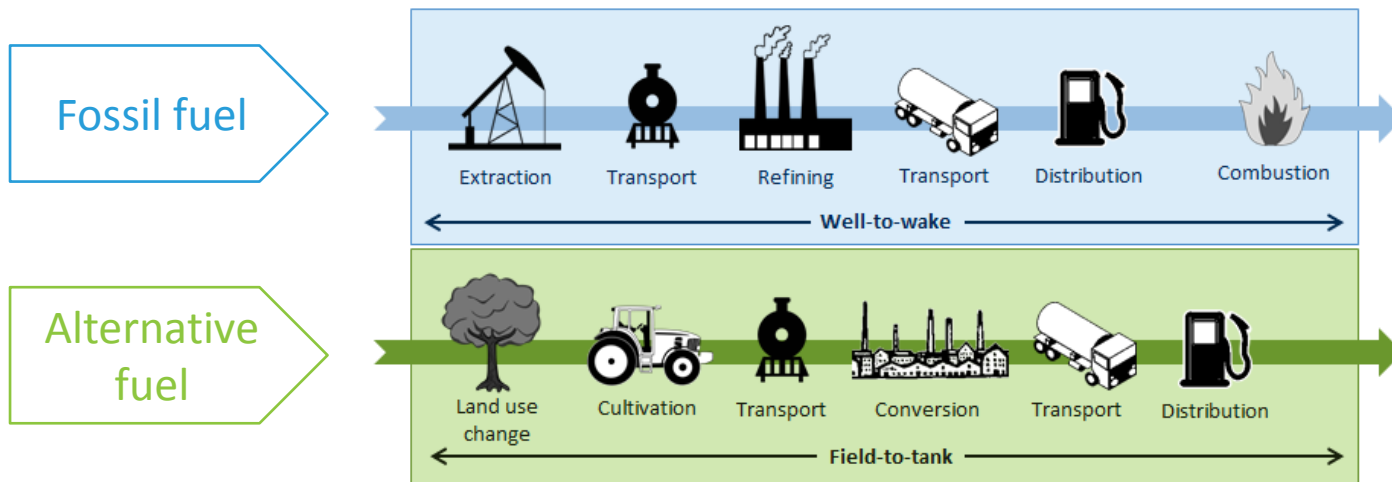 Fossil fuel
Extraction
Transport
Refining
Transport
Distribution
Combustion
Well-to-wake
Alternative
fuel
Land use
change
Cultivation
Transport
Conversion
Transport
Distribution
Field-to-tank